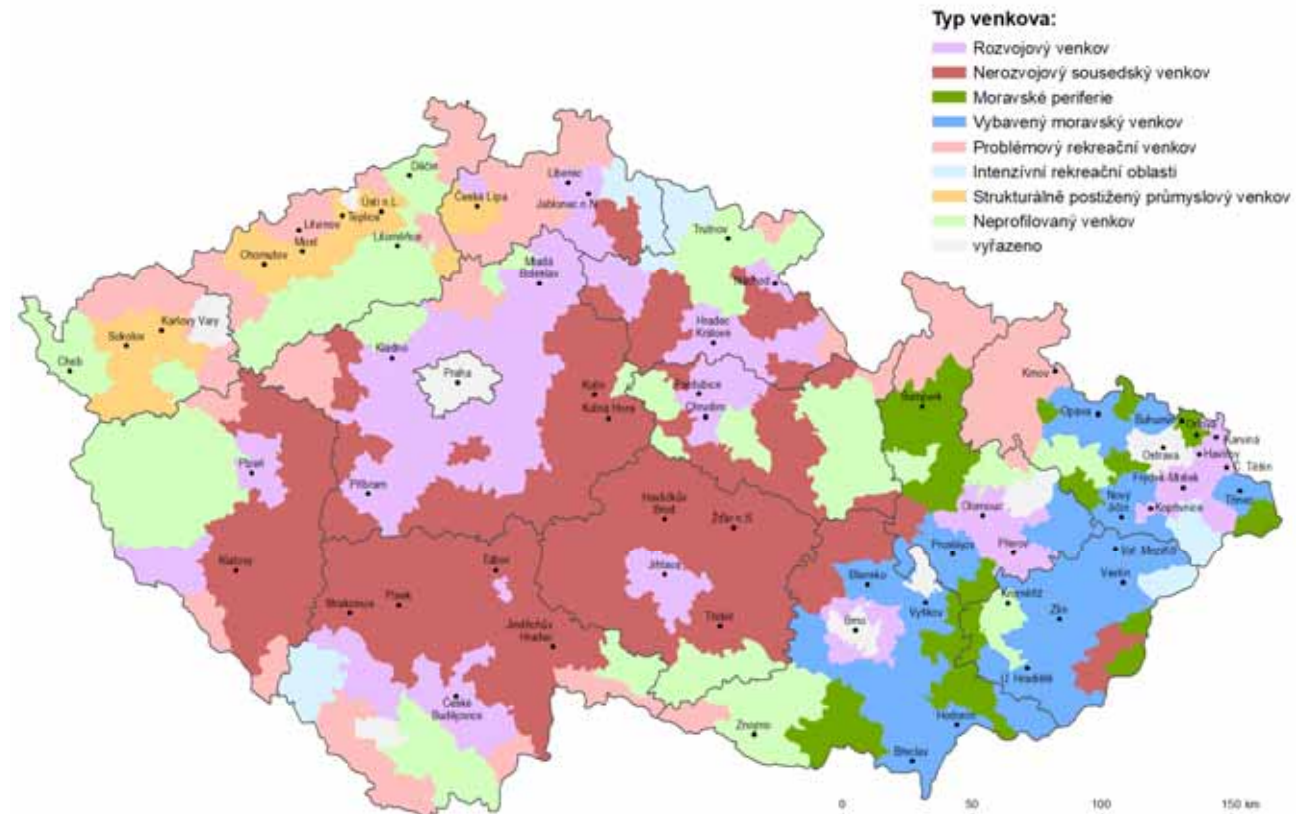 Typ venkova:
Rozvojový venkov
Nerozvojový sousedský venkov
Moravské periferie
Vybavený moravský venkov
Problémový rekreační venkov
Intenzívní rekreační oblasti
Strukturálně postižený průmyslový venkov
Neprofilovaný venkov
vyřazeno
Děčín
Liberec
Jablonec n.N.
Česká Lípa
Ústí n.L.
Teplice
Litvínov
Most
Chomutov
Litoměřice
Trutnov
Mladá
Boleslav
Náchod
Karlovy Vary
Sokolov
Cheb
Kladno
Praha
Hradec
Králové
Pardubice
Chrudim
Kolín
Kutná Hora
Krnov
Šumperk
Opava
Bohumín
Orlová
Karviná
Havířov
Č. Těšín
Ostrava
Frýdek-Místek
Třinec
Kopřivnice
Nový
Jičín
Plzeň
Příbram
Havlíčkův
Brod
Žďár n.S.
Olomouc
Přerov
Prostějov
Val. Meziříčí
Vsetín
Klatovy
Tábor
Jihlava
Blansko
Vyškov
Kroměříž
Zlín
Strakonice
Písek
Jindřichův
Hradec
Třebíč
Brno
U. Hradiště
České
Budějovice
Znojmo
Hodonín
Břeclav
0 50 100 150 km